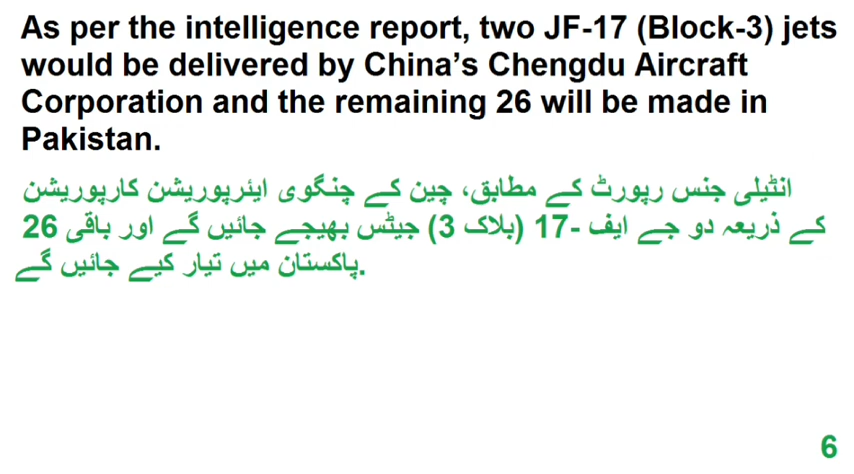 As per the intelligence report, two JF-17 (Block-3) jets
would be delivered by China’s Chengdu Aircraft
Corporation and the remaining 26 will be made in
Pakistan.
انٹیلی جنس رپورٹ کے مطابق، چین کے چنگوی ایئرپوریشن کارپوریشن
کے ذریعہ دو جے ایف -17 (بلاک 3) جیٹس بھیجے جائیں گے اور باقی 26
پاکستان میں تیار کیے جائیں گے.
6